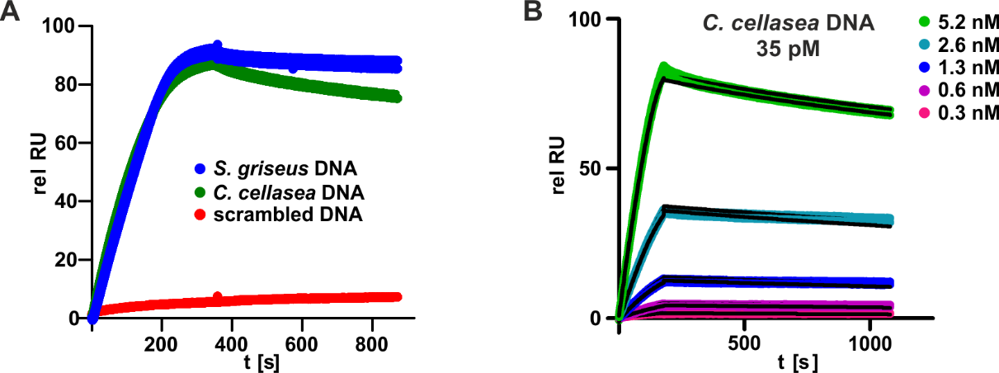 A
100
80
60
40
20
0
rel RU
200
400
600
800
t [s]
S. griseus DNA
C. cellasea DNA
scrambled DNA
B
100
50
0
rel RU
500
1000
t [s]
C. cellasea DNA
35 pM
5.2 nM
2.6 nM
1.3 nM
0.6 nM
0.3 nM